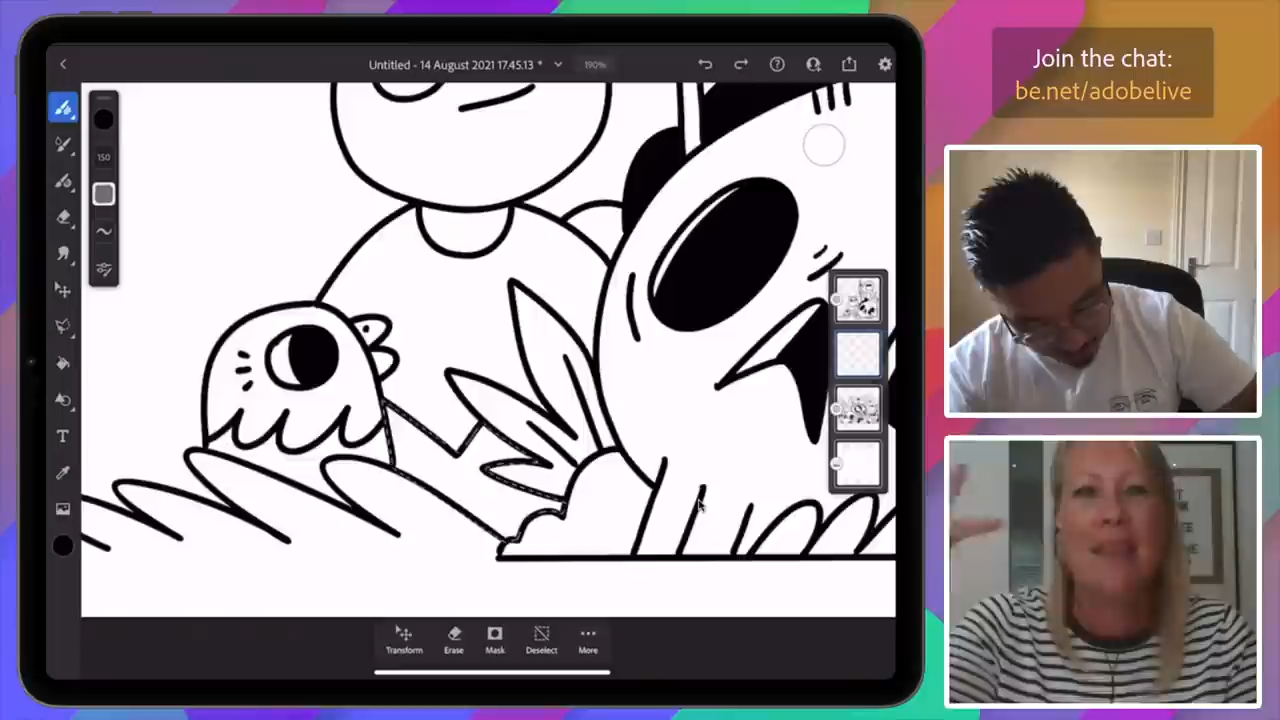 Untitled - 14 August 2021 17.45.13 *
190%
150
T
Transform
Erase
Mask
Deselect
More
Join the chat:
be.net/adobelive